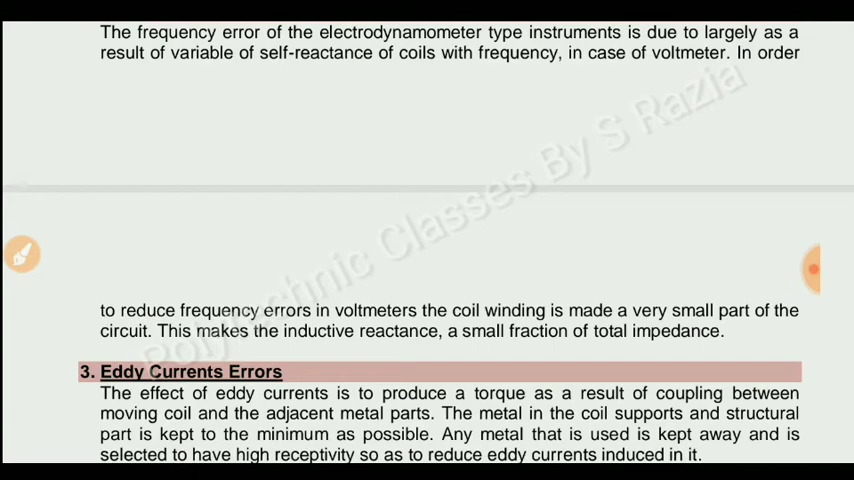 The frequency error of the electrodynamometer type instruments is due to largely as a
result of variable of self-reactance of coils with frequency, in case of voltmeter. In order
Polytechnic Classes By S Razia
to reduce frequency errors in voltmeters the coil winding is made a very small part of the
circuit. This makes the inductive reactance, a small fraction of total impedance.
3. Eddy Currents Errors
The effect of eddy currents is to produce a torque as a result of coupling between
moving coil and the adjacent metal parts. The metal in the coil supports and structural
part is kept to the minimum as possible. Any metal that is used is kept away and is
selected to have high receptivity so as to reduce eddy currents induced in it.